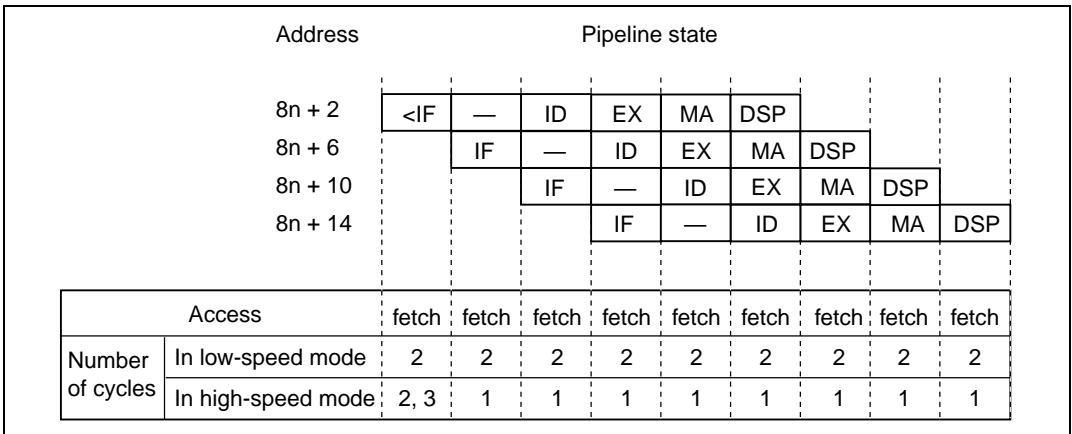 Address Pipeline state
8n + 2 <IF — ID EX MA DSP
8n + 6 IF — ID EX MA DSP
8n + 10 IF — ID EX MA DSP
8n + 14 IF — ID EX MA DSP
Access fetch fetch fetch fetch fetch fetch fetch fetch fetch
Number of cycles In low-speed mode 2 2 2 2 2 2 2 2 2
In high-speed mode 2, 3 1 1 1 1 1 1 1 1